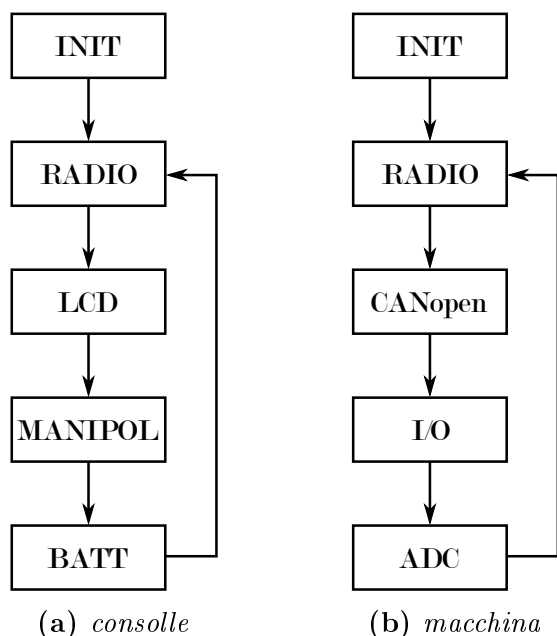 INIT
RADIO
LCD
MANIPOL
BATT
(a) consolle
INIT
RADIO
CANopen
I/O
ADC
(b) macchina